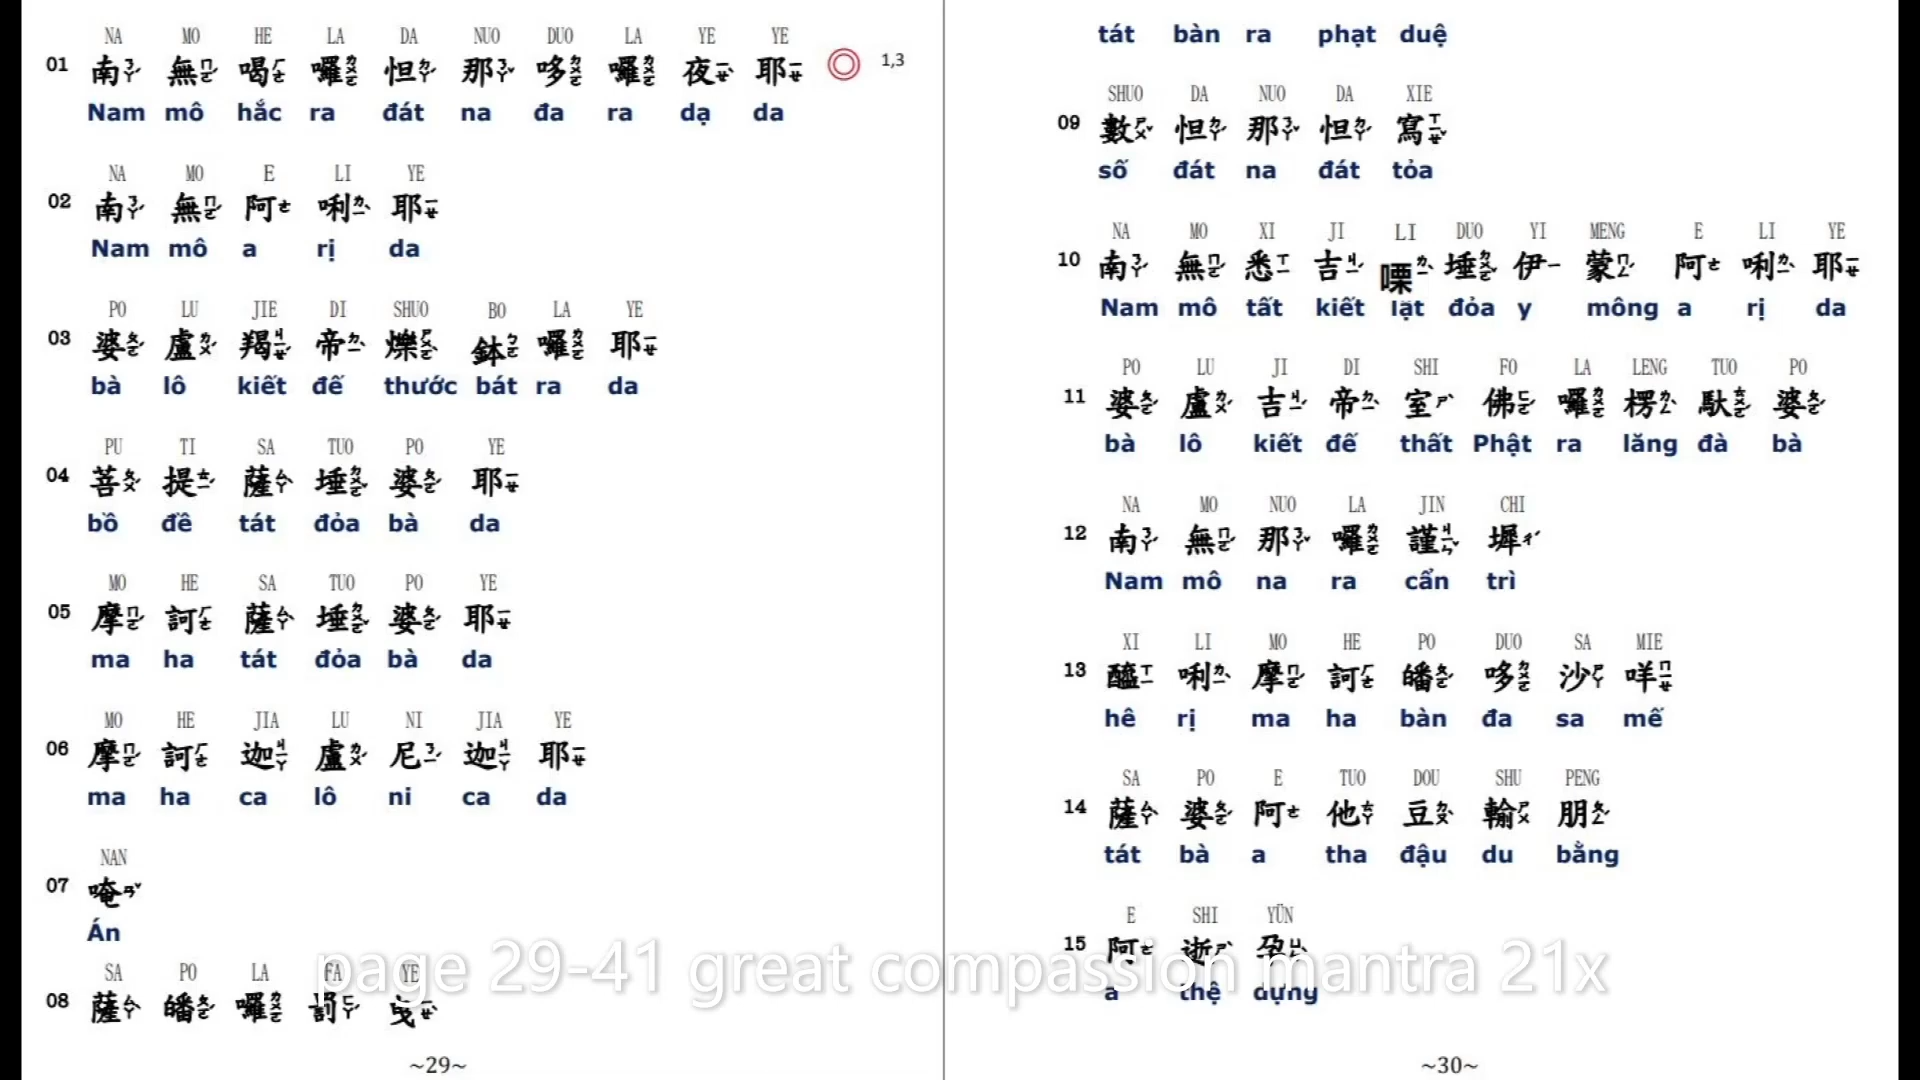 NA MO HE LA DA NUO DUO LA YE YE
01 南 無 喝 囉 怛 那 哆 囉 夜 耶 1,3
Nam mô hắc ra đát na đa ra dạ da
NA MO E LI YE
02 南 無 阿 唎 耶
Nam mô a rị da
PO LU JIE DI SHUO BO LA YE
03 婆 盧 羯 帝 爍 鉢 囉 耶
bà lô kiết đế thước bát ra da
PU TI SA TUO PO YE
04 菩 提 薩 埵 婆 耶
bồ đề tát đỏa bà da
MO HE SA TUO PO YE
05 摩 訶 薩 埵 婆 耶
ma ha tát đỏa bà da
MO HE JIA LU NI JIA YE
06 摩 訶 迦 盧 尼 迦 耶
ma ha ca lô ni ca da
NAN
07 唵
Án
SA PO LA FA YE
08 薩 皤 囉 罰 曳
~29~
tát bàn ra phạt duệ
SHUO DA NUO DA XIE
09 數 怛 那 怛 寫
số đát na đát tỏa
NA MO XI JI LI DUO YI MENG E LI YE
10 南 無 悉 吉 㗚 埵 伊 蒙 阿 唎 耶
Nam mô tất kiết lặt đỏa y mông a rị da
PO LU JI DI SHI FO LA LENG TUO PO
11 婆 盧 吉 帝 室 佛 囉 楞 馱 婆
bà lô kiết đế thất Phật ra lăng đà bà
NA MO NUO LA JIN CHI
12 南 無 那 囉 謹 墀
Nam mô na ra cẩn trì
XI LI MO HE PO DUO SA MIE
13 醯 唎 摩 訶 皤 哆 沙 咩
hê rị ma ha bàn đa sa mế
SA PO E TUO DOU SHU PENG
14 薩 婆 阿 他 豆 輸 朋
tát bà a tha đậu du bằng
E SHI YÜN
15 阿 逝 孕
a thệ dựng
~30~
page 29-41 great compassion mantra 21x